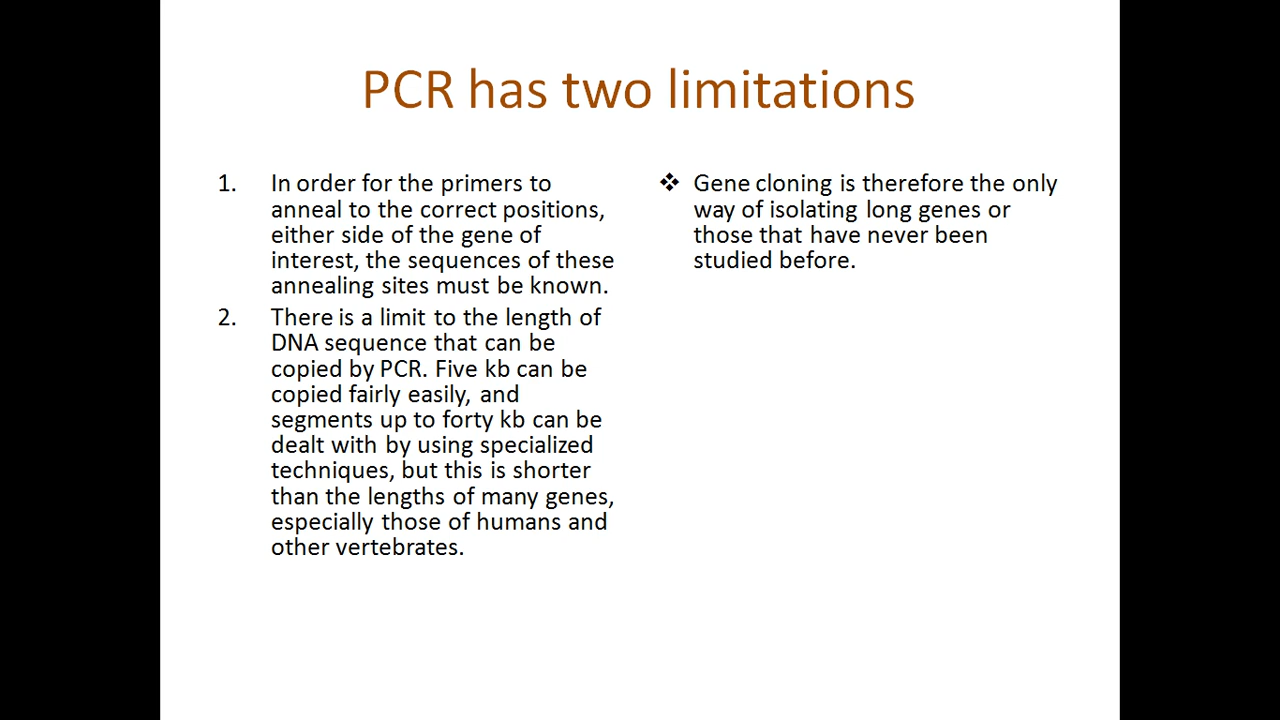 PCR has two limitations
1. In order for the primers to
anneal to the correct positions,
either side of the gene of
interest, the sequences of these
annealing sites must be known.
2. There is a limit to the length of
DNA sequence that can be
copied by PCR. Five kb can be
copied fairly easily, and
segments up to forty kb can be
dealt with by using specialized
techniques, but this is shorter
than the lengths of many genes,
especially those of humans and
other vertebrates.
❖ Gene cloning is therefore the only
way of isolating long genes or
those that have never been
studied before.